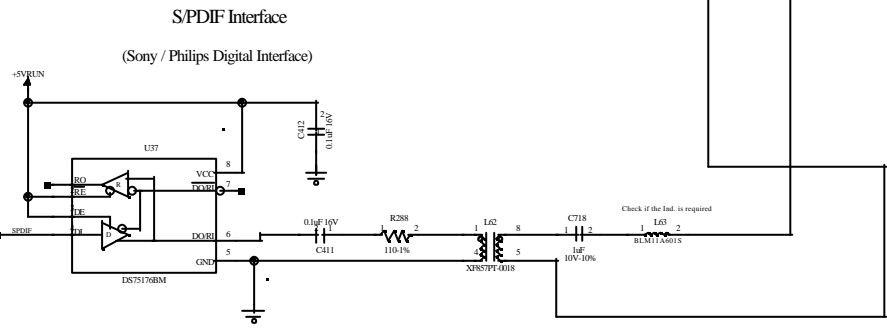 S/PDIF Interface
(Sony / Philips Digital Interface)
+5VRUN
C412
2
0.1uF 16V
U37
RO
RE
DE
DI
SPDIF
R
D
VCC
8
DO/RI
7
DO/RI
6
GND
5
DS75176BM
0.1uF 16V
1
C411
R288
1
2
110-1%
L62
1
4
8
5
XF857PT-0018
C718
1
2
1uF
10V-10%
Check if the Ind. is required
L63
1
2
BLM11A601S